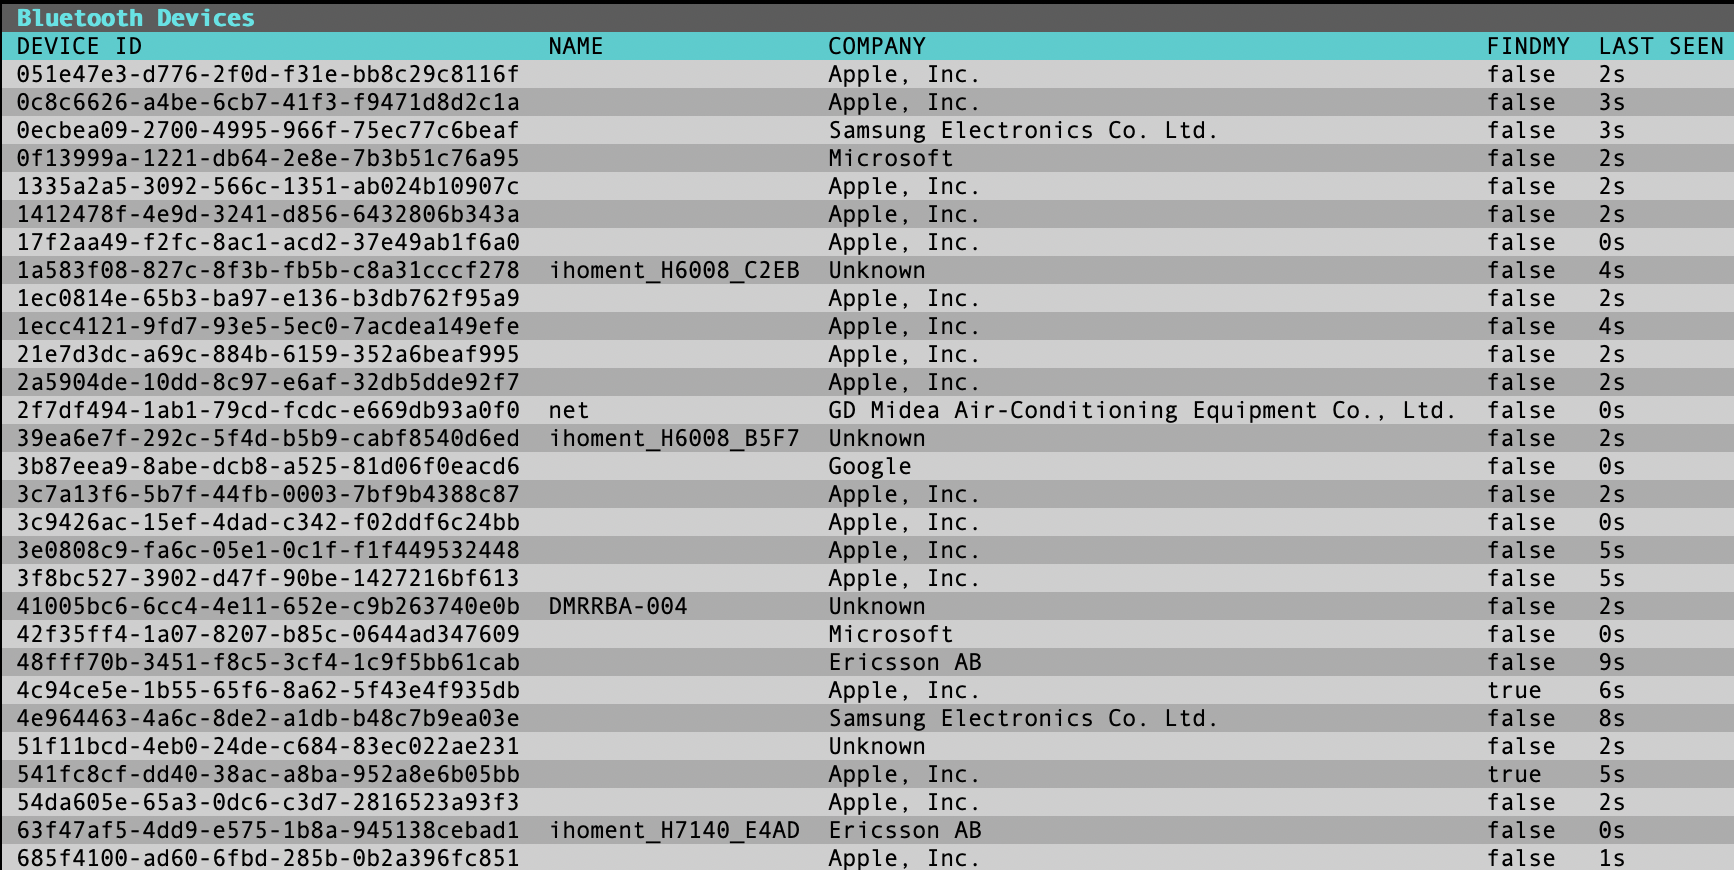 Bluetooth Devices
DEVICE ID NAME COMPANY FINDMY LAST SEEN
051e47e3-d776-2f0d-f31e-bb8c29c8116f Apple, Inc. false 2s
0c8c6626-a4be-6cb7-41f3-f9471d8d2c1a Apple, Inc. false 3s
0ecbea09-2700-4995-966f-75ec77c6beaf Samsung Electronics Co. Ltd. false 3s
0f13999a-1221-db64-2e8e-7b3b51c76a95 Microsoft false 2s
1335a2a5-3092-566c-1351-ab024b10907c Apple, Inc. false 2s
1412478f-4e9d-3241-d856-6432806b343a Apple, Inc. false 2s
17f2aa49-f2fc-8ac1-acd2-37e49ab1f6a0 Apple, Inc. false 0s
1a583f08-827c-8f3b-fb5b-c8a31cccf278 ihoment_H6008_C2EB Unknown false 4s
1ec0814e-65b3-ba97-e136-b3db762f95a9 Apple, Inc. false 2s
1ecc4121-9fd7-93e5-5ec0-7acdea149efe Apple, Inc. false 4s
21e7d3dc-a69c-884b-6159-352a6beaf995 Apple, Inc. false 2s
2a5904de-10dd-8c97-e6af-32db5dde92f7 Apple, Inc. false 2s
2f7df494-1ab1-79cd-fcdc-e669db93a0f0 net GD Midea Air-Conditioning Equipment Co., Ltd. false 0s
39ea6e7f-292c-5f4d-b5b9-cabf8540d6ed ihoment_H6008_B5F7 Unknown false 2s
3b87eea9-8abe-dcb8-a525-81d06f0eacd6 Google false 0s
3c7a13f6-5b7f-44fb-0003-7bf9b4388c87 Apple, Inc. false 2s
3c9426ac-15ef-4dad-c342-f02ddf6c24bb Apple, Inc. false 0s
3e0808c9-fa6c-05e1-0c1f-f1f449532448 Apple, Inc. false 5s
3f8bc527-3902-d47f-90be-1427216bf613 Apple, Inc. false 5s
41005bc6-6cc4-4e11-652e-c9b263740e0b DMRRBA-004 Unknown false 2s
42f35ff4-1a07-8207-b85c-0644ad347609 Microsoft false 0s
48fff70b-3451-f8c5-3cf4-1c9f5bb61cab Ericsson AB false 9s
4c94ce5e-1b55-65f6-8a62-5f43e4f935db Apple, Inc. true 6s
4e964463-4a6c-8de2-a1db-b48c7b9ea03e Samsung Electronics Co. Ltd. false 8s
51f11bcd-4eb0-24de-c684-83ec022ae231 Unknown false 2s
541fc8cf-dd40-38ac-a8ba-952a8e6b05bb Apple, Inc. true 5s
54da605e-65a3-0dc6-c3d7-2816523a93f3 Apple, Inc. false 2s
63f47af5-4dd9-e575-1b8a-945138cebad1 ihoment_H7140_E4AD Ericsson AB false 0s
685f4100-ad60-6fbd-285b-0b2a396fc851 Apple, Inc. false 1s